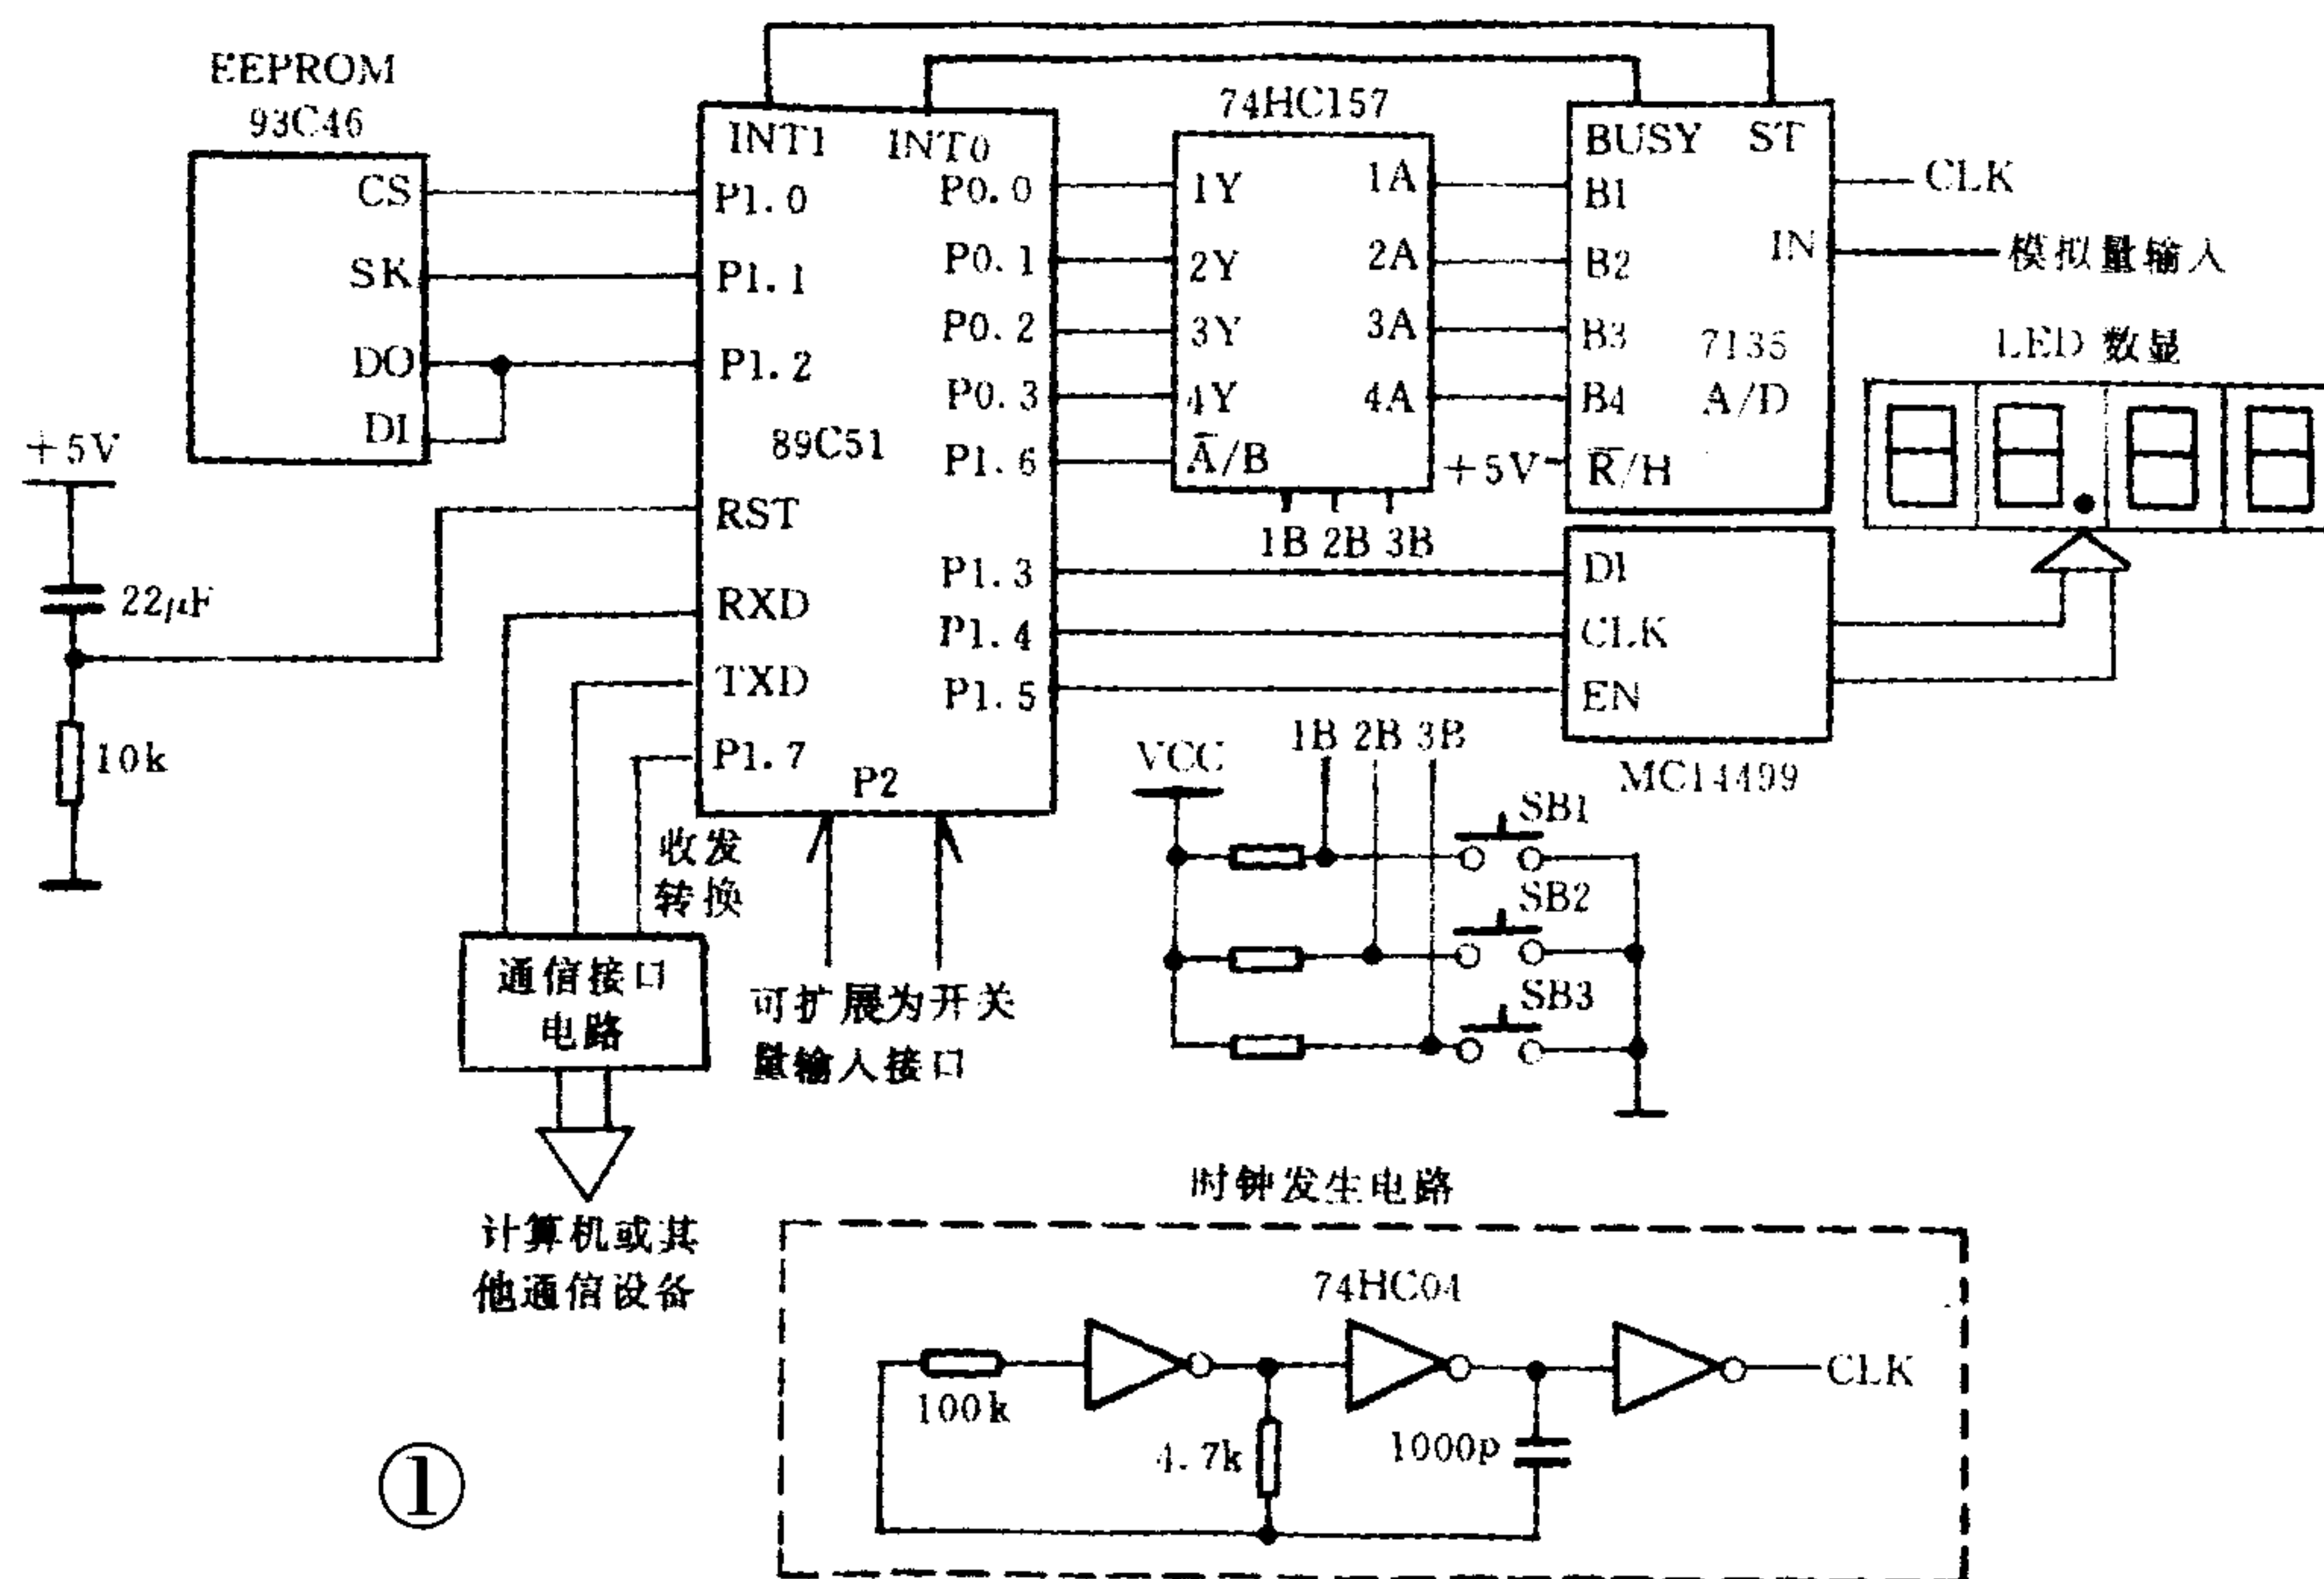 EEPROM
93C46
CS
SK
DO
DI
+5V
22μF
10k
INT1 INT0
P1.0
P1.1
P1.2
89C51
RST
RXD
TXD
P1.7
P2
P0.0
P0.1
P0.2
P0.3
P1.6
P1.3
P1.4
P1.5
74HC157
1Y
2Y
3Y
4Y
A̅/B
1A
2A
3A
4A
1B 2B 3B
BUSY ST
B1
B2
B3
B4
R̅/H
+5V
7135
A/D
IN
CLK
模拟量输入
LED 数显
DI
CLK
EN
MC14499
收发
转换
通信接口
电路
计算机或其
他通信设备
可扩展为开关
量输入接口
VCC
1B 2B 3B
SB1
SB2
SB3
时钟发生电路
74HC04
100k
4.7k
1000p
CLK
①